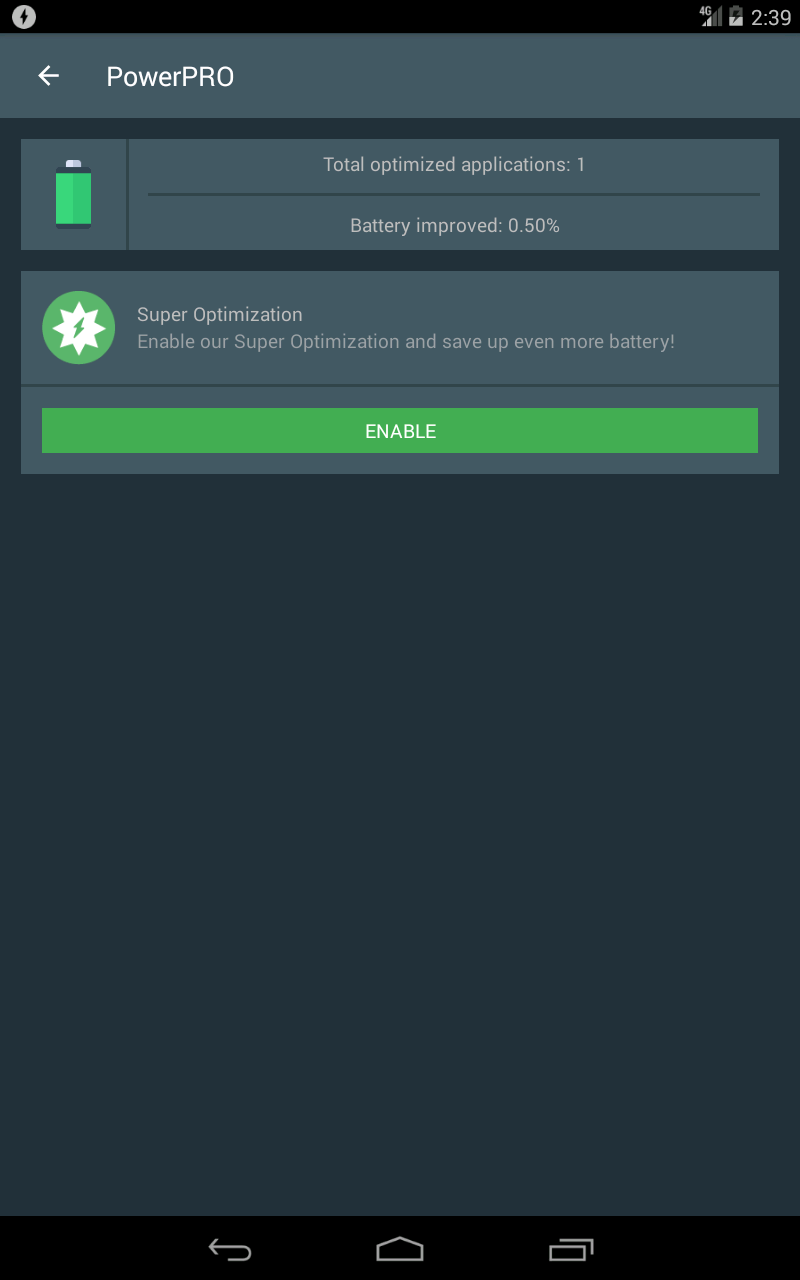 4G
2:39
PowerPRO
Total optimized applications: 1
Battery improved: 0.50%
Super Optimization
Enable our Super Optimization and save up even more battery!
ENABLE